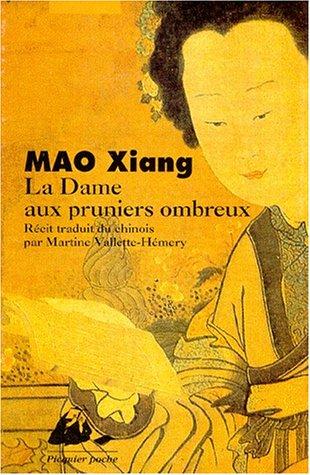 MAO Xiang
La Dame
aux pruniers ombreux
Récit traduit du chinois
par Martine Vallette-Hémery
Picquier poche